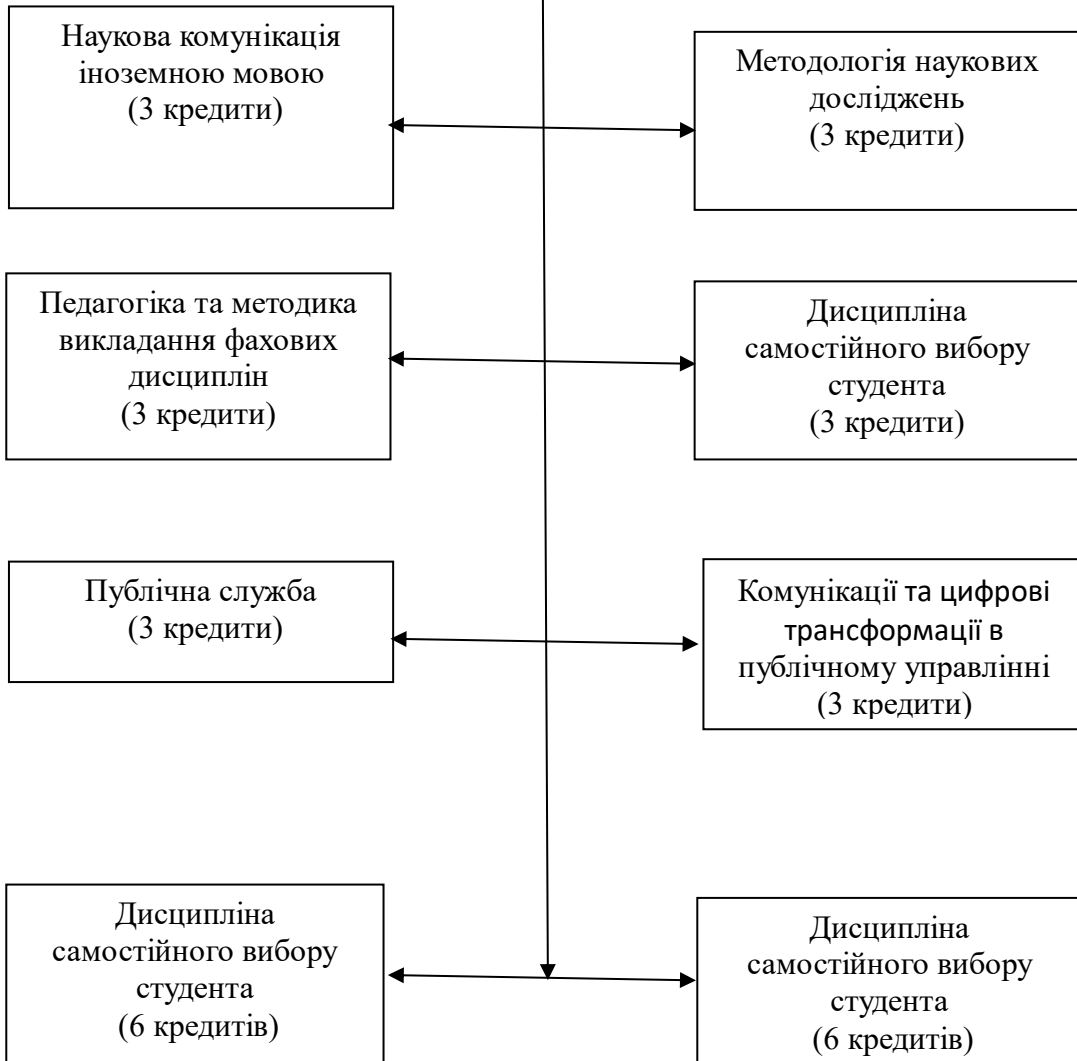 Наукова комунікація
іноземною мовою
(3 кредити)
Методологія наукових
досліджень
(3 кредити)
Педагогіка та методика
викладання фахових
дисциплін
(3 кредити)
Дисципліна
самостійного вибору
студента
(3 кредити)
Публічна служба
(3 кредити)
Комунікації та цифрові
трансформації в
публічному управлінні
(3 кредити)
Дисципліна
самостійного вибору
студента
(6 кредитів)
Дисципліна
самостійного вибору
студента
(6 кредитів)